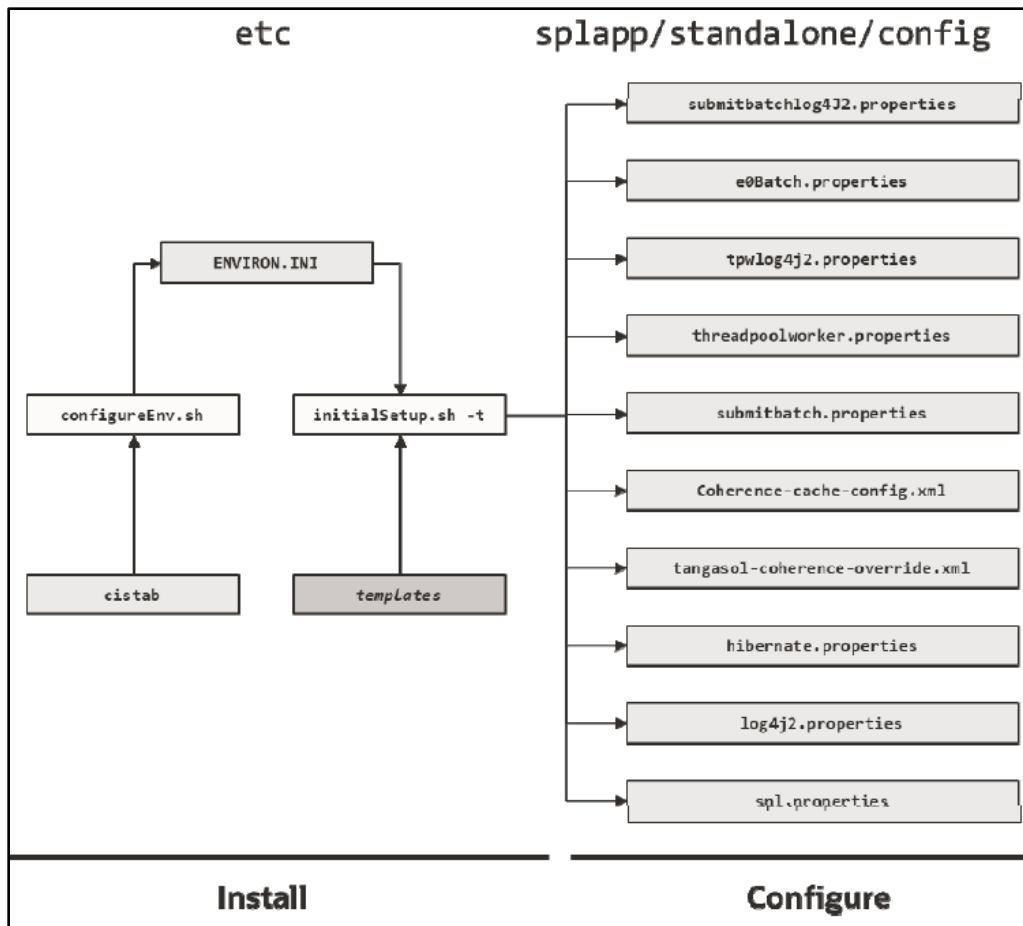 etc
splapp/standalone/config
submitbatchlog4J2.properties
e0Batch.properties
ENVIRON.INI
tpwlog4j2.properties
threadpoolworker.properties
configureEnv.sh
initialSetup.sh -t
submitbatch.properties
Coherence-cache-config.xml
cistab
templates
tangasol-coherence-override.xml
hibernate.properties
log4j2.properties
spl.properties
Install
Configure